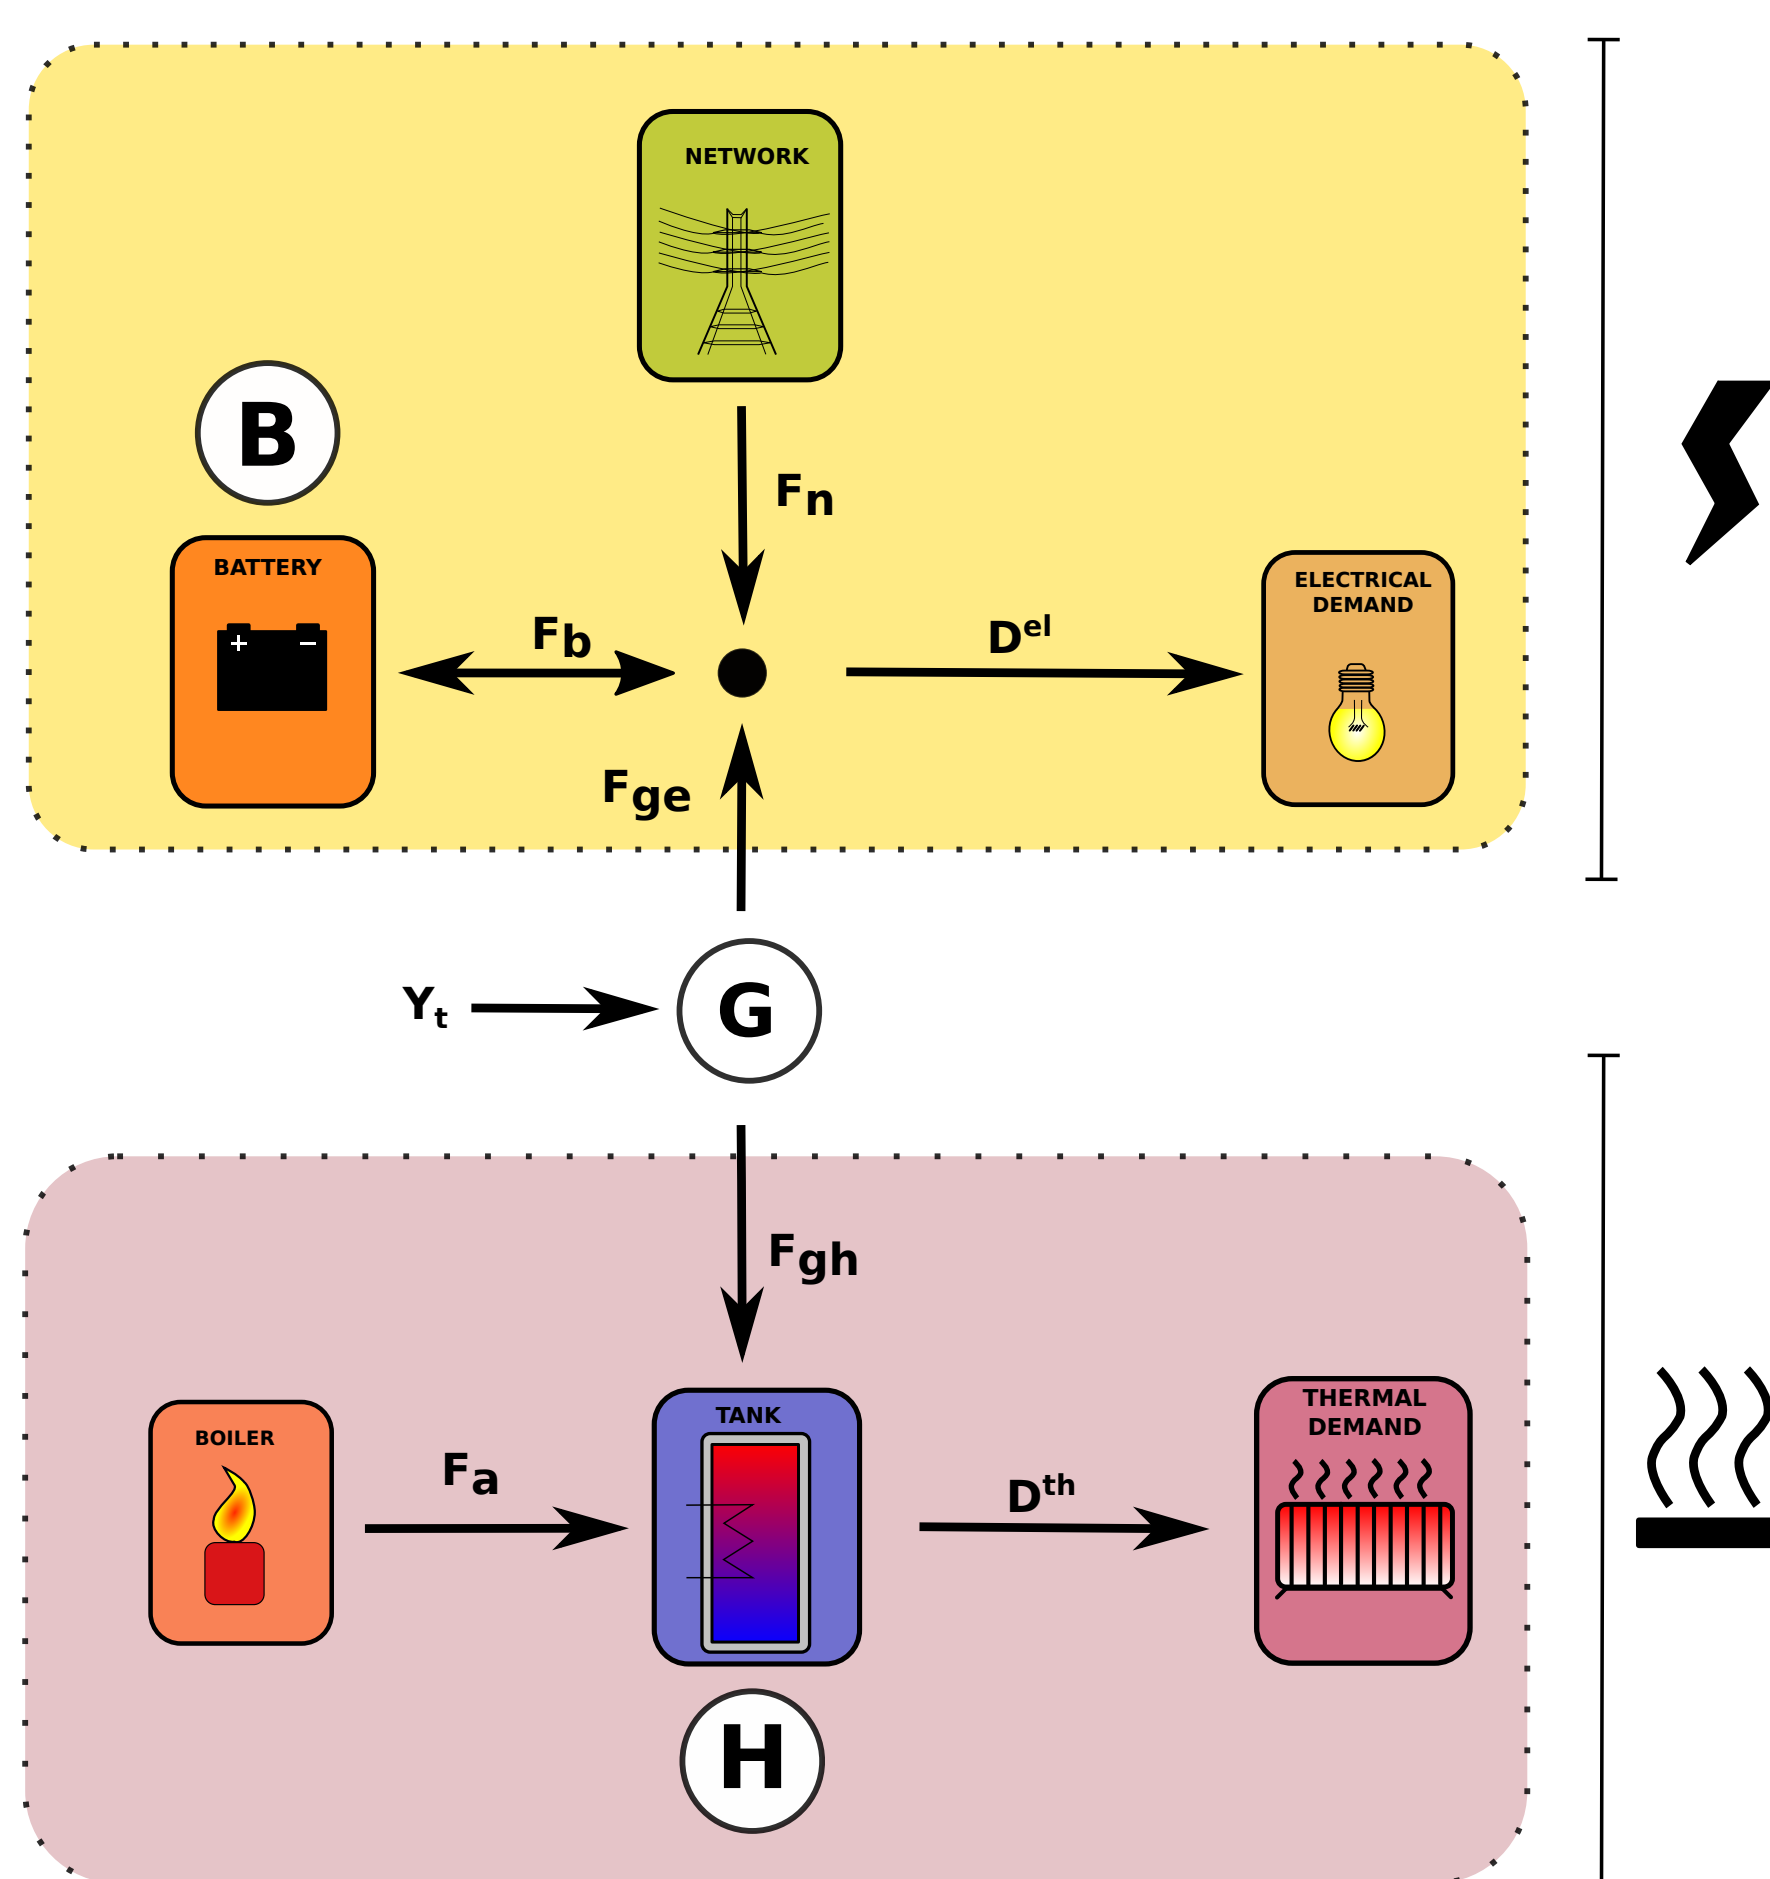 NETWORK
Fn
B
BATTERY
+ −
Fb
Del
ELECTRICAL
DEMAND
Fge
Yt
G
Fgh
BOILER
Fa
TANK
Dth
THERMAL
DEMAND
H